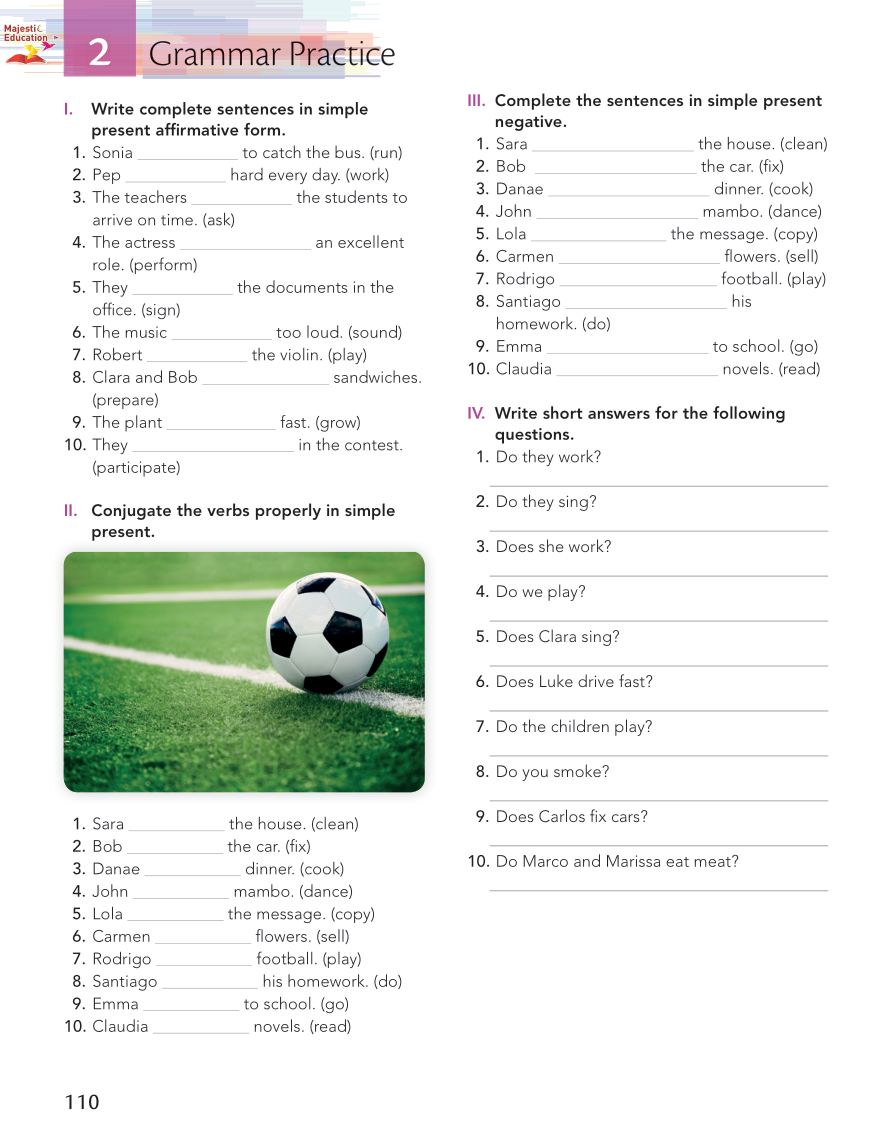 Majestic
Education
2
Grammar Practice
I. Write complete sentences in simple
present affirmative form.
1. Sonia ____________ to catch the bus. (run)
2. Pep ____________ hard every day. (work)
3. The teachers ____________ the students to
arrive on time. (ask)
4. The actress ________________ an excellent
role. (perform)
5. They ____________ the documents in the
office. (sign)
6. The music ____________ too loud. (sound)
7. Robert ____________ the violin. (play)
8. Clara and Bob _______________ sandwiches.
(prepare)
9. The plant _____________ fast. (grow)
10. They ____________________ in the contest.
(participate)
II. Conjugate the verbs properly in simple
present.
1. Sara ____________ the house. (clean)
2. Bob ____________ the car. (fix)
3. Danae ____________ dinner. (cook)
4. John ____________ mambo. (dance)
5. Lola ____________ the message. (copy)
6. Carmen ____________ flowers. (sell)
7. Rodrigo ____________ football. (play)
8. Santiago ____________ his homework. (do)
9. Emma ____________ to school. (go)
10. Claudia ____________ novels. (read)
III. Complete the sentences in simple present
negative.
1. Sara ____________________ the house. (clean)
2. Bob ____________________ the car. (fix)
3. Danae ____________________ dinner. (cook)
4. John ____________________ mambo. (dance)
5. Lola _________________ the message. (copy)
6. Carmen ____________________ flowers. (sell)
7. Rodrigo ____________________ football. (play)
8. Santiago ____________________ his
homework. (do)
9. Emma ____________________ to school. (go)
10. Claudia ____________________ novels. (read)
IV. Write short answers for the following
questions.
1. Do they work?
2. Do they sing?
3. Does she work?
4. Do we play?
5. Does Clara sing?
6. Does Luke drive fast?
7. Do the children play?
8. Do you smoke?
9. Does Carlos fix cars?
10. Do Marco and Marissa eat meat?
110